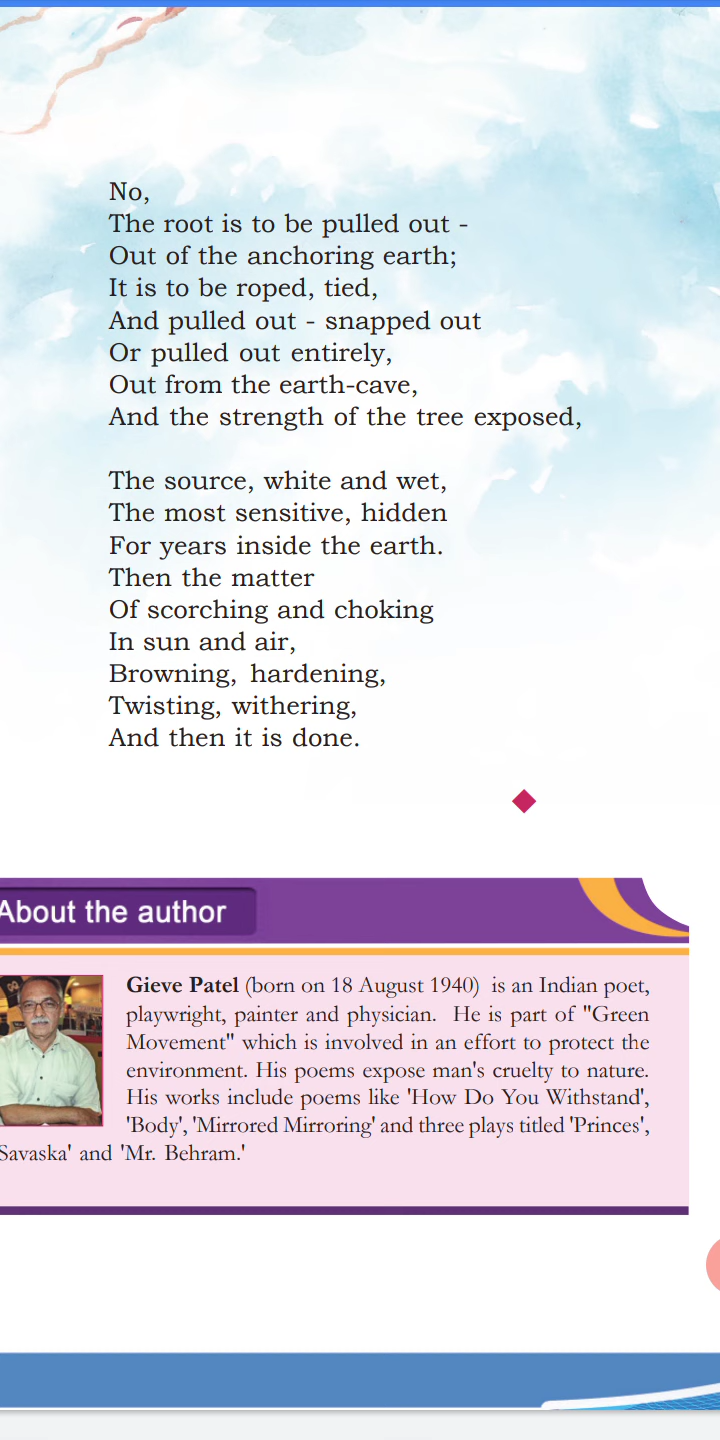 No,
The root is to be pulled out -
Out of the anchoring earth;
It is to be roped, tied,
And pulled out - snapped out
Or pulled out entirely,
Out from the earth-cave,
And the strength of the tree exposed,
The source, white and wet,
The most sensitive, hidden
For years inside the earth.
Then the matter
Of scorching and choking
In sun and air,
Browning, hardening,
Twisting, withering,
And then it is done.
About the author
Gieve Patel (born on 18 August 1940) is an Indian poet,
playwright, painter and physician. He is part of "Green
Movement" which is involved in an effort to protect the
environment. His poems expose man's cruelty to nature.
His works include poems like 'How Do You Withstand',
'Body', 'Mirrored Mirroring' and three plays titled 'Princes',
Savaska' and 'Mr. Behram.'